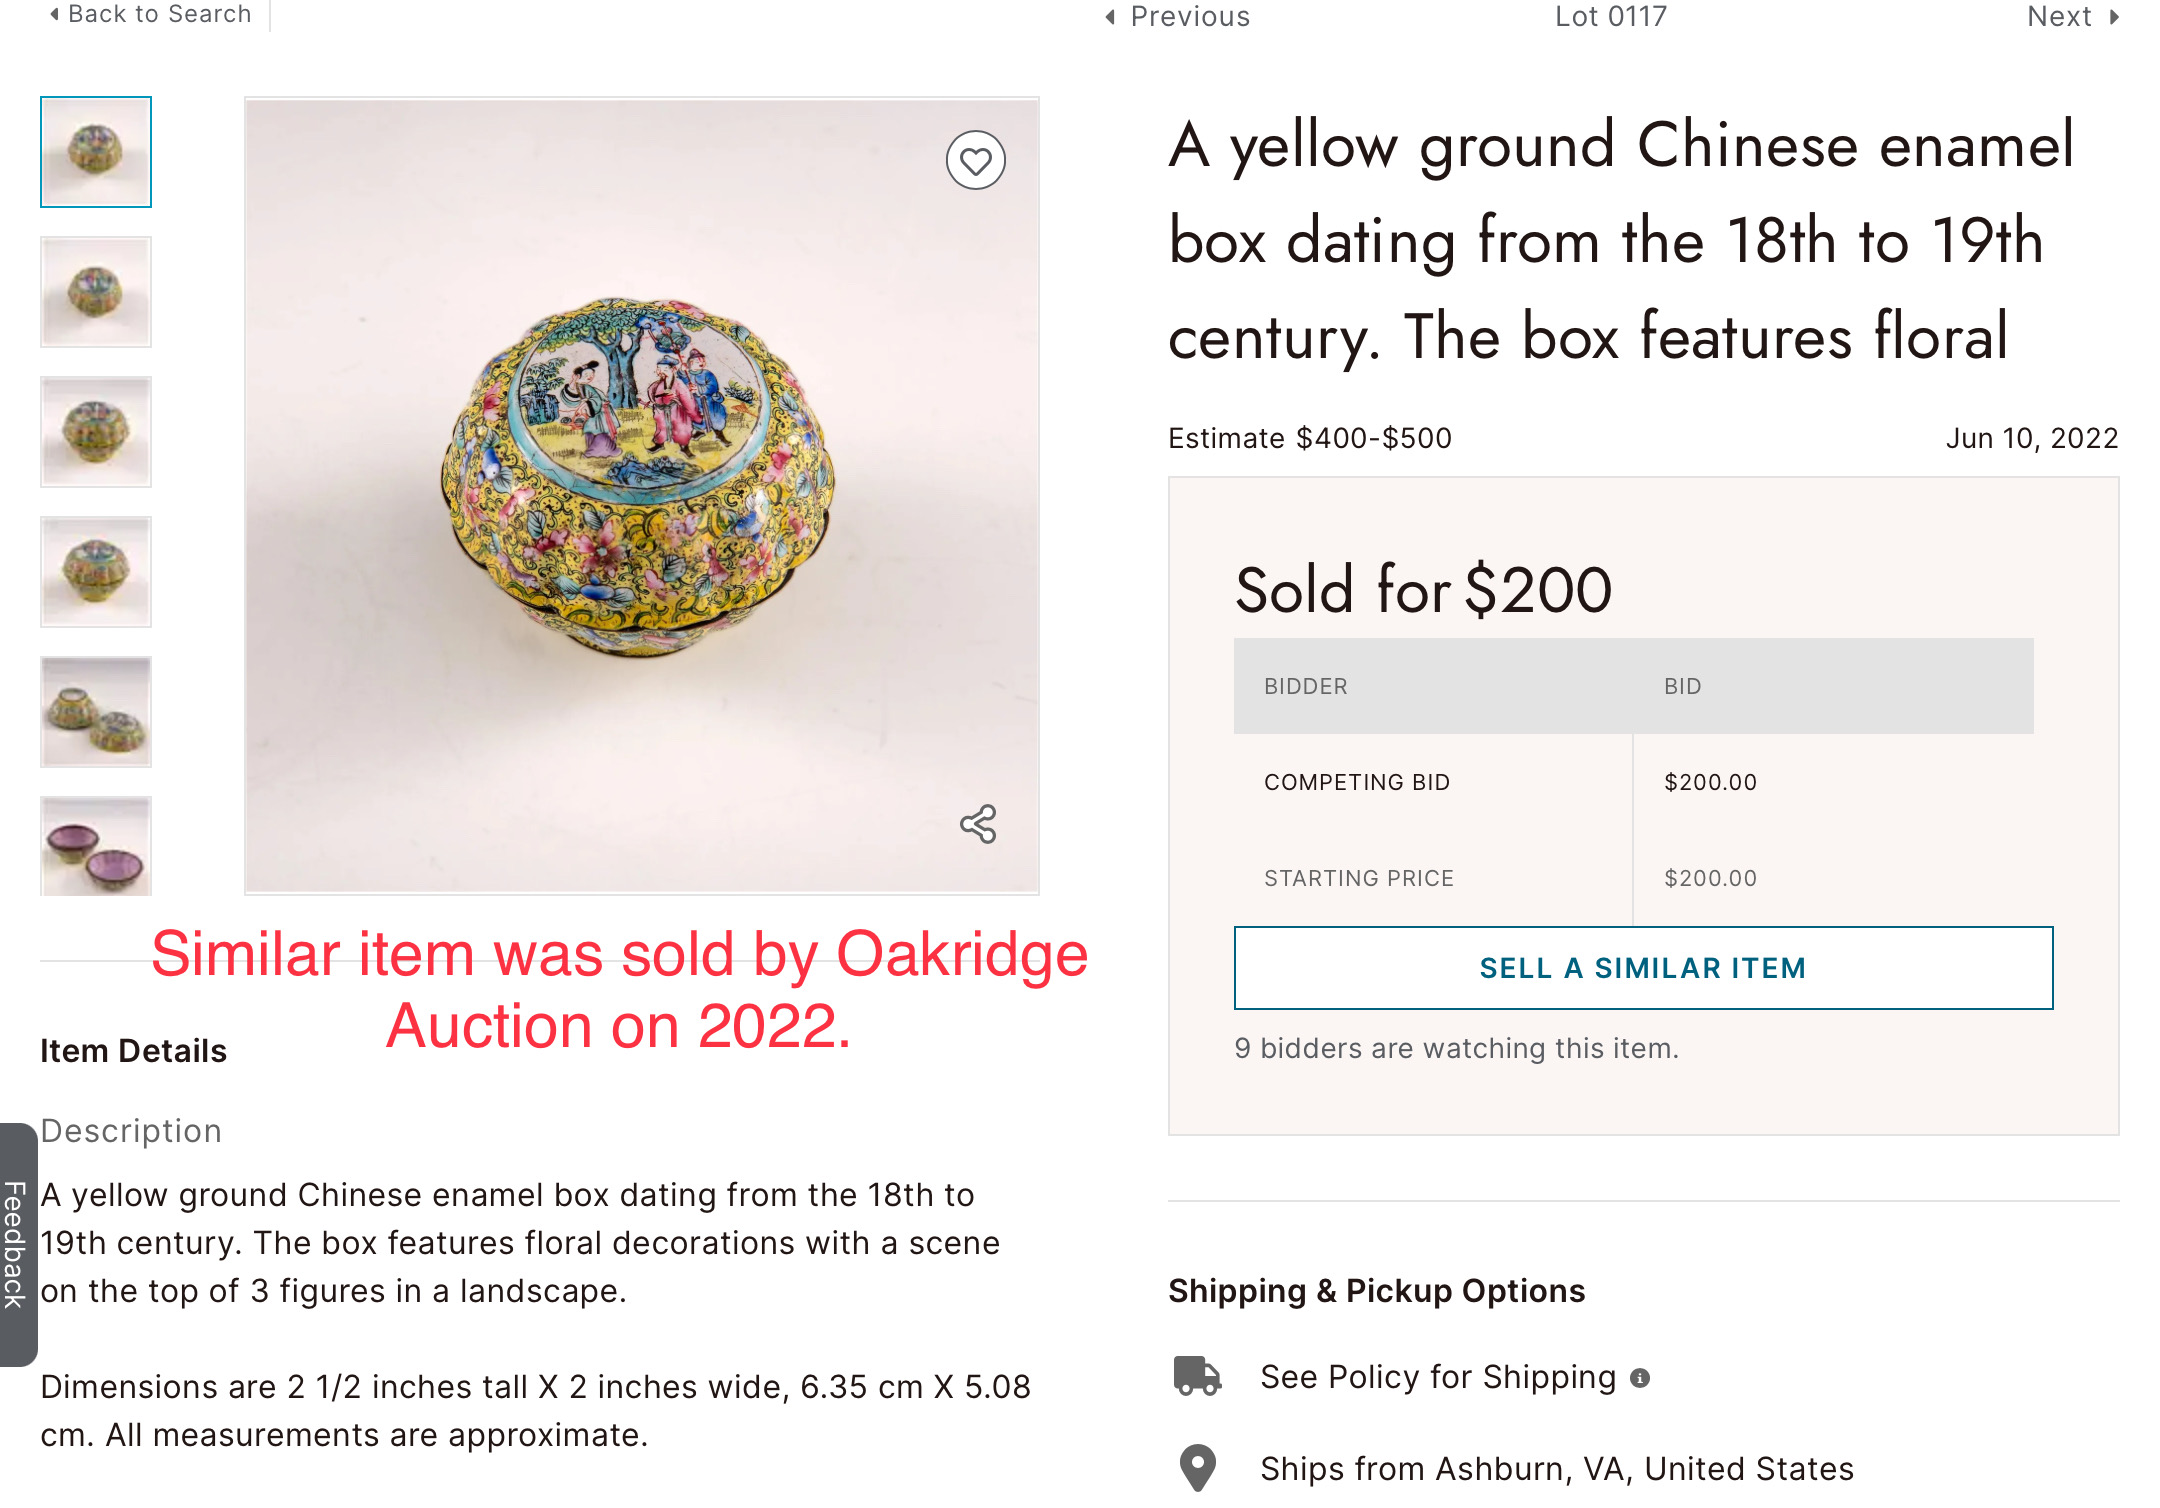 Back to Search
Previous
Lot 0117
Next
A yellow ground Chinese enamel
box dating from the 18th to 19th
century. The box features floral
Estimate $400-$500
Jun 10, 2022
Sold for $200
BIDDER
BID
COMPETING BID
$200.00
STARTING PRICE
$200.00
SELL A SIMILAR ITEM
9 bidders are watching this item.
Similar item was sold by Oakridge
Auction on 2022.
Item Details
Description
A yellow ground Chinese enamel box dating from the 18th to
19th century. The box features floral decorations with a scene
on the top of 3 figures in a landscape.
Dimensions are 2 1/2 inches tall X 2 inches wide, 6.35 cm X 5.08
cm. All measurements are approximate.
Feedback
Shipping & Pickup Options
See Policy for Shipping
Ships from Ashburn, VA, United States